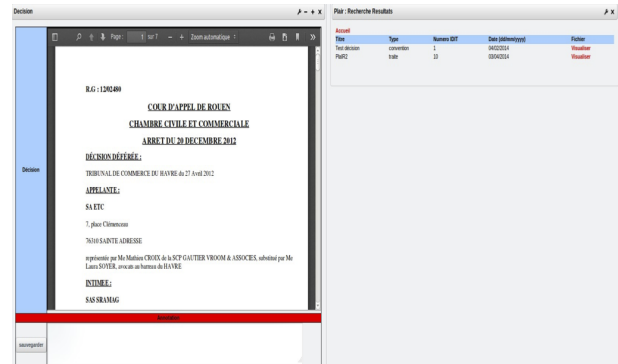 Decision
Page : 1 sur 7 — + Zoom automatique
R.G : 12/02480
COUR D'APPEL DE ROUEN
CHAMBRE CIVILE ET COMMERCIALE
ARRET DU 20 DECEMBRE 2012
DÉCISION DÉFÉRÉE :
TRIBUNAL DE COMMERCE DU HAVRE du 27 Avril 2012
APPELANTE :
SA ETC
7, place Clémenceau
76310 SAINTE ADRESSE
représentée par Me Mathieu CROIX de la SCP GAUTIER VROOM & ASSOCIES, substitué par Me
Laura SOYER, avocats au barreau du HAVRE
INTIMEE :
SAS SRAMAG
Décision
Annotation
sauvegarder
Plair : Recherche Resultats
Accueil
Titre Type Numero IDIT Date (dd/mm/yyyy) Fichier
Test décision convention 1 04/02/2014 Visualiser
PlaIR2 traite 10 03/04/2014 Visualiser